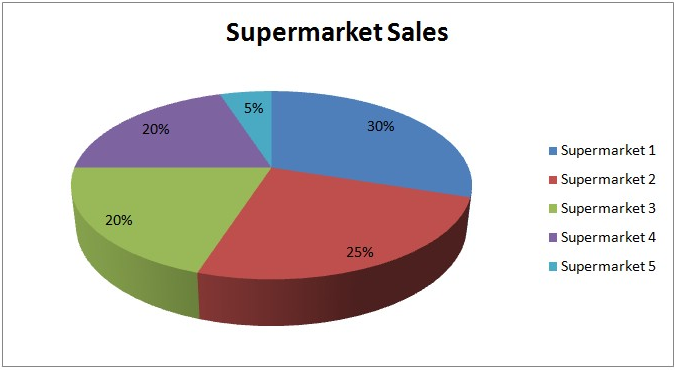 Supermarket Sales
5%
30%
20%
20%
25%
Supermarket 1
Supermarket 2
Supermarket 3
Supermarket 4
Supermarket 5